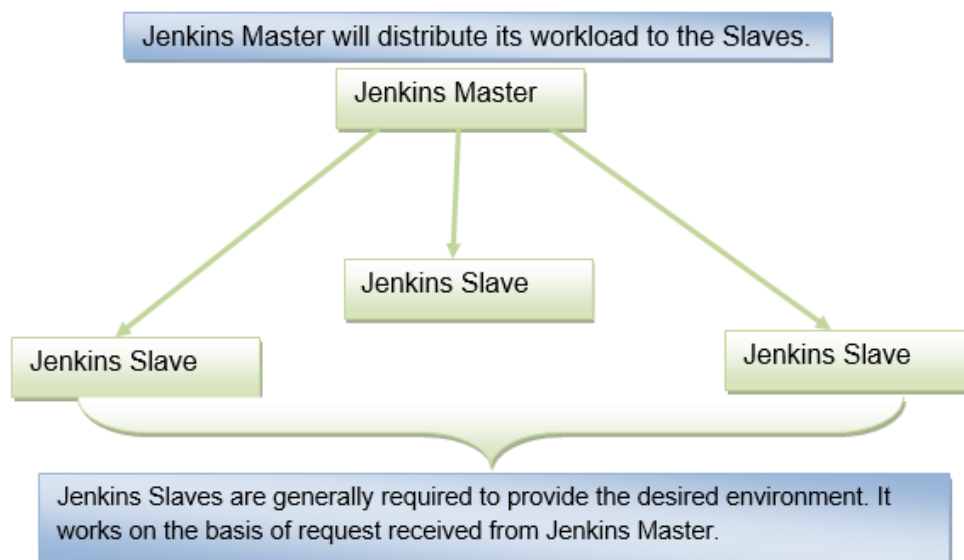 Jenkins Master will distribute its workload to the Slaves.
Jenkins Master
Jenkins Slave
Jenkins Slave
Jenkins Slave
Jenkins Slaves are generally required to provide the desired environment. It
works on the basis of request received from Jenkins Master.